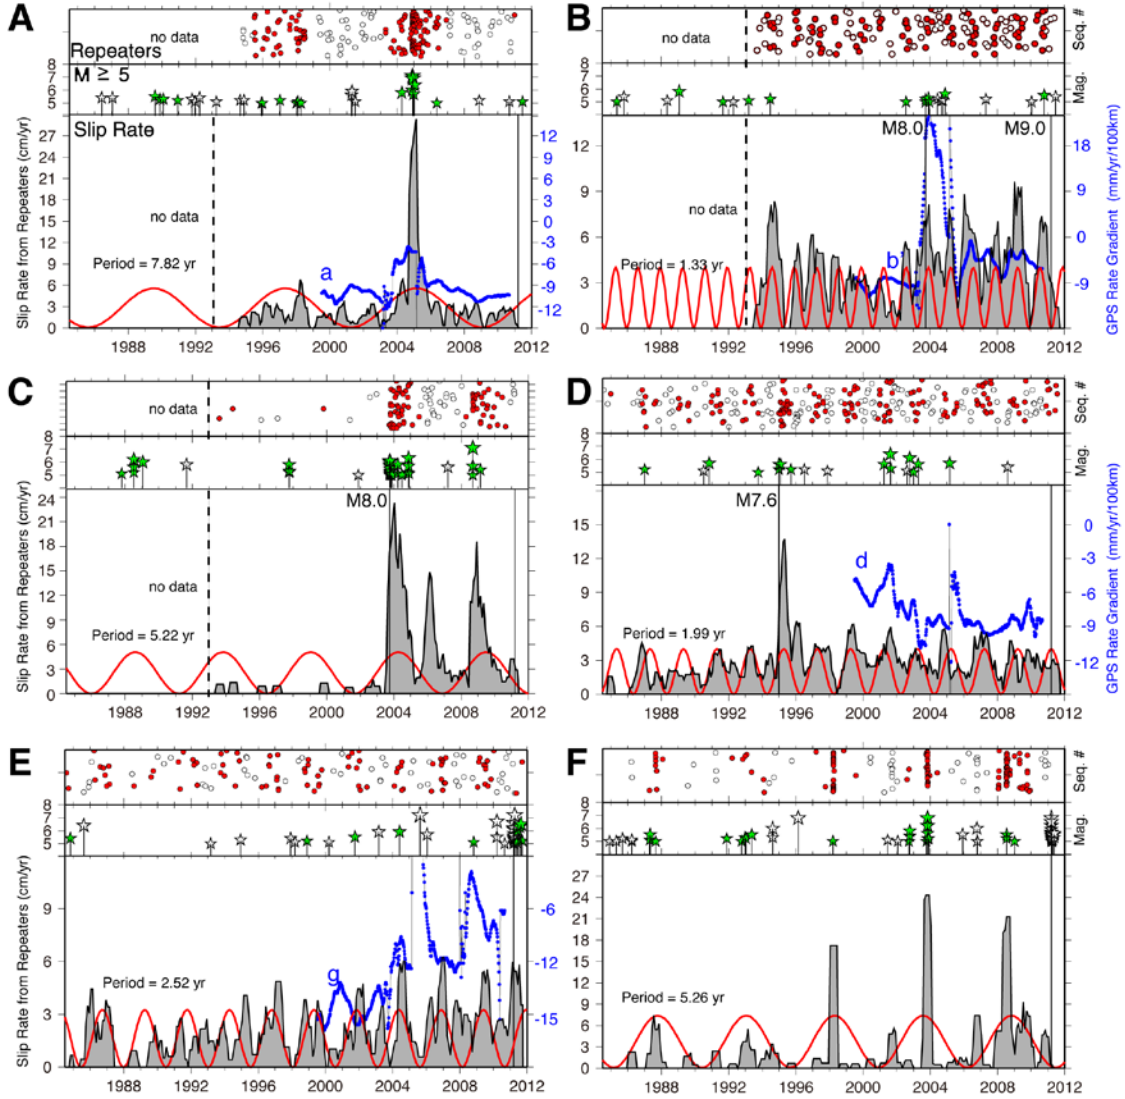 A
Repeaters
no data
8
M ≥ 5
7
6
5
Slip Rate
27
24
21
18
15
12
9
6
3
0
Slip Rate from Repeaters (cm/yr)
no data
Period = 7.82 yr
a
12
9
6
3
0
-3
-6
-9
-12
1988 1992 1996 2000 2004 2008 2012
B
no data
Seq. #
8
7
6
5
Mag.
M8.0
M9.0
12
9
6
3
0
no data
Period = 1.33 yr
b
18
9
0
-9
GPS Rate Gradient (mm/yr/100km)
1988 1992 1996 2000 2004 2008 2012
C
no data
8
7
6
5
M8.0
24
21
18
15
12
9
6
3
0
Slip Rate from Repeaters (cm/yr)
no data
Period = 5.22 yr
1988 1992 1996 2000 2004 2008 2012
D
Seq. #
8
7
6
5
Mag.
M7.6
15
12
9
6
3
0
Period = 1.99 yr
d
0
-3
-6
-9
-12
GPS Rate Gradient (mm/yr/100km)
1988 1992 1996 2000 2004 2008 2012
E
8
7
6
5
9
6
3
0
Slip Rate from Repeaters (cm/yr)
Period = 2.52 yr
g
-6
-12
-15
1988 1992 1996 2000 2004 2008 2012
F
Seq. #
8
7
6
5
Mag.
27
24
21
18
15
12
9
6
3
0
Period = 5.26 yr
1988 1992 1996 2000 2004 2008 2012